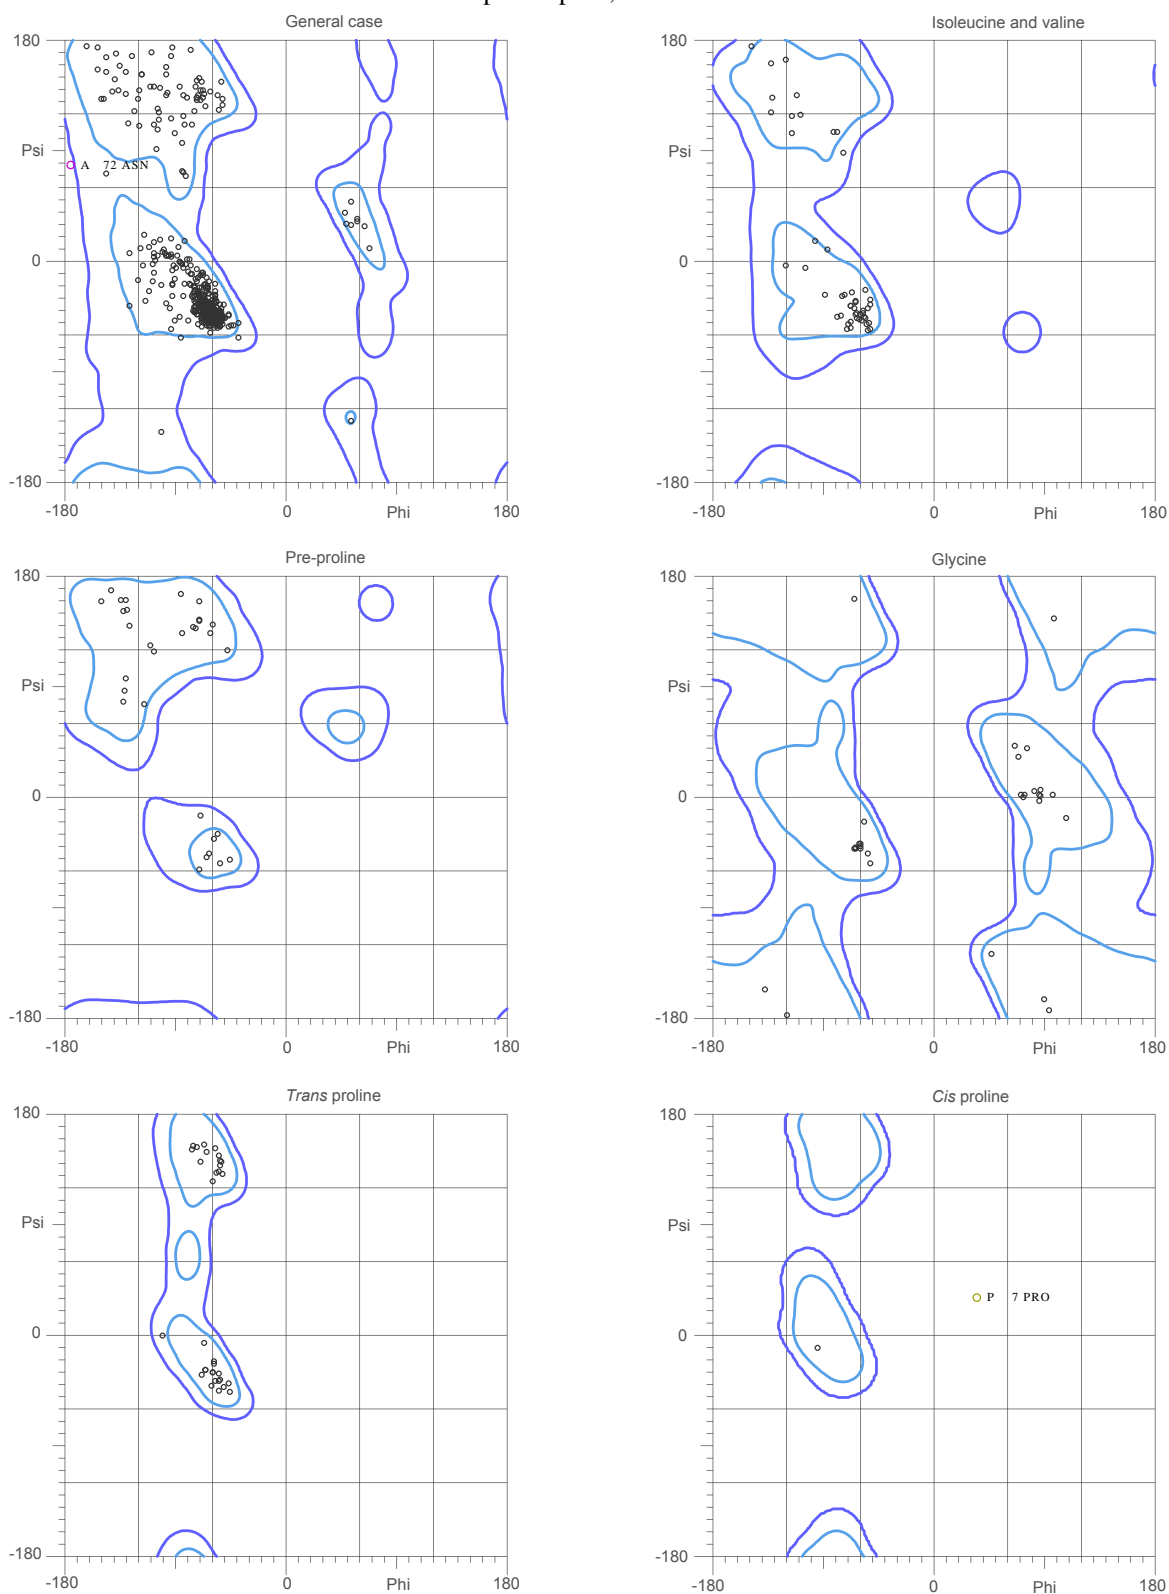 General case
Isoleucine and valine
180
Psi
0
-180
A 72 ASN
-180
0
Phi
180
180
Psi
0
-180
-180
0
Phi
180
Pre-proline
Glycine
180
Psi
0
-180
-180
0
Phi
180
180
Psi
0
-180
-180
0
Phi
180
Trans proline
Cis proline
180
Psi
0
-180
-180
0
Phi
180
180
Psi
0
-180
P 7 PRO
-180
0
Phi
180